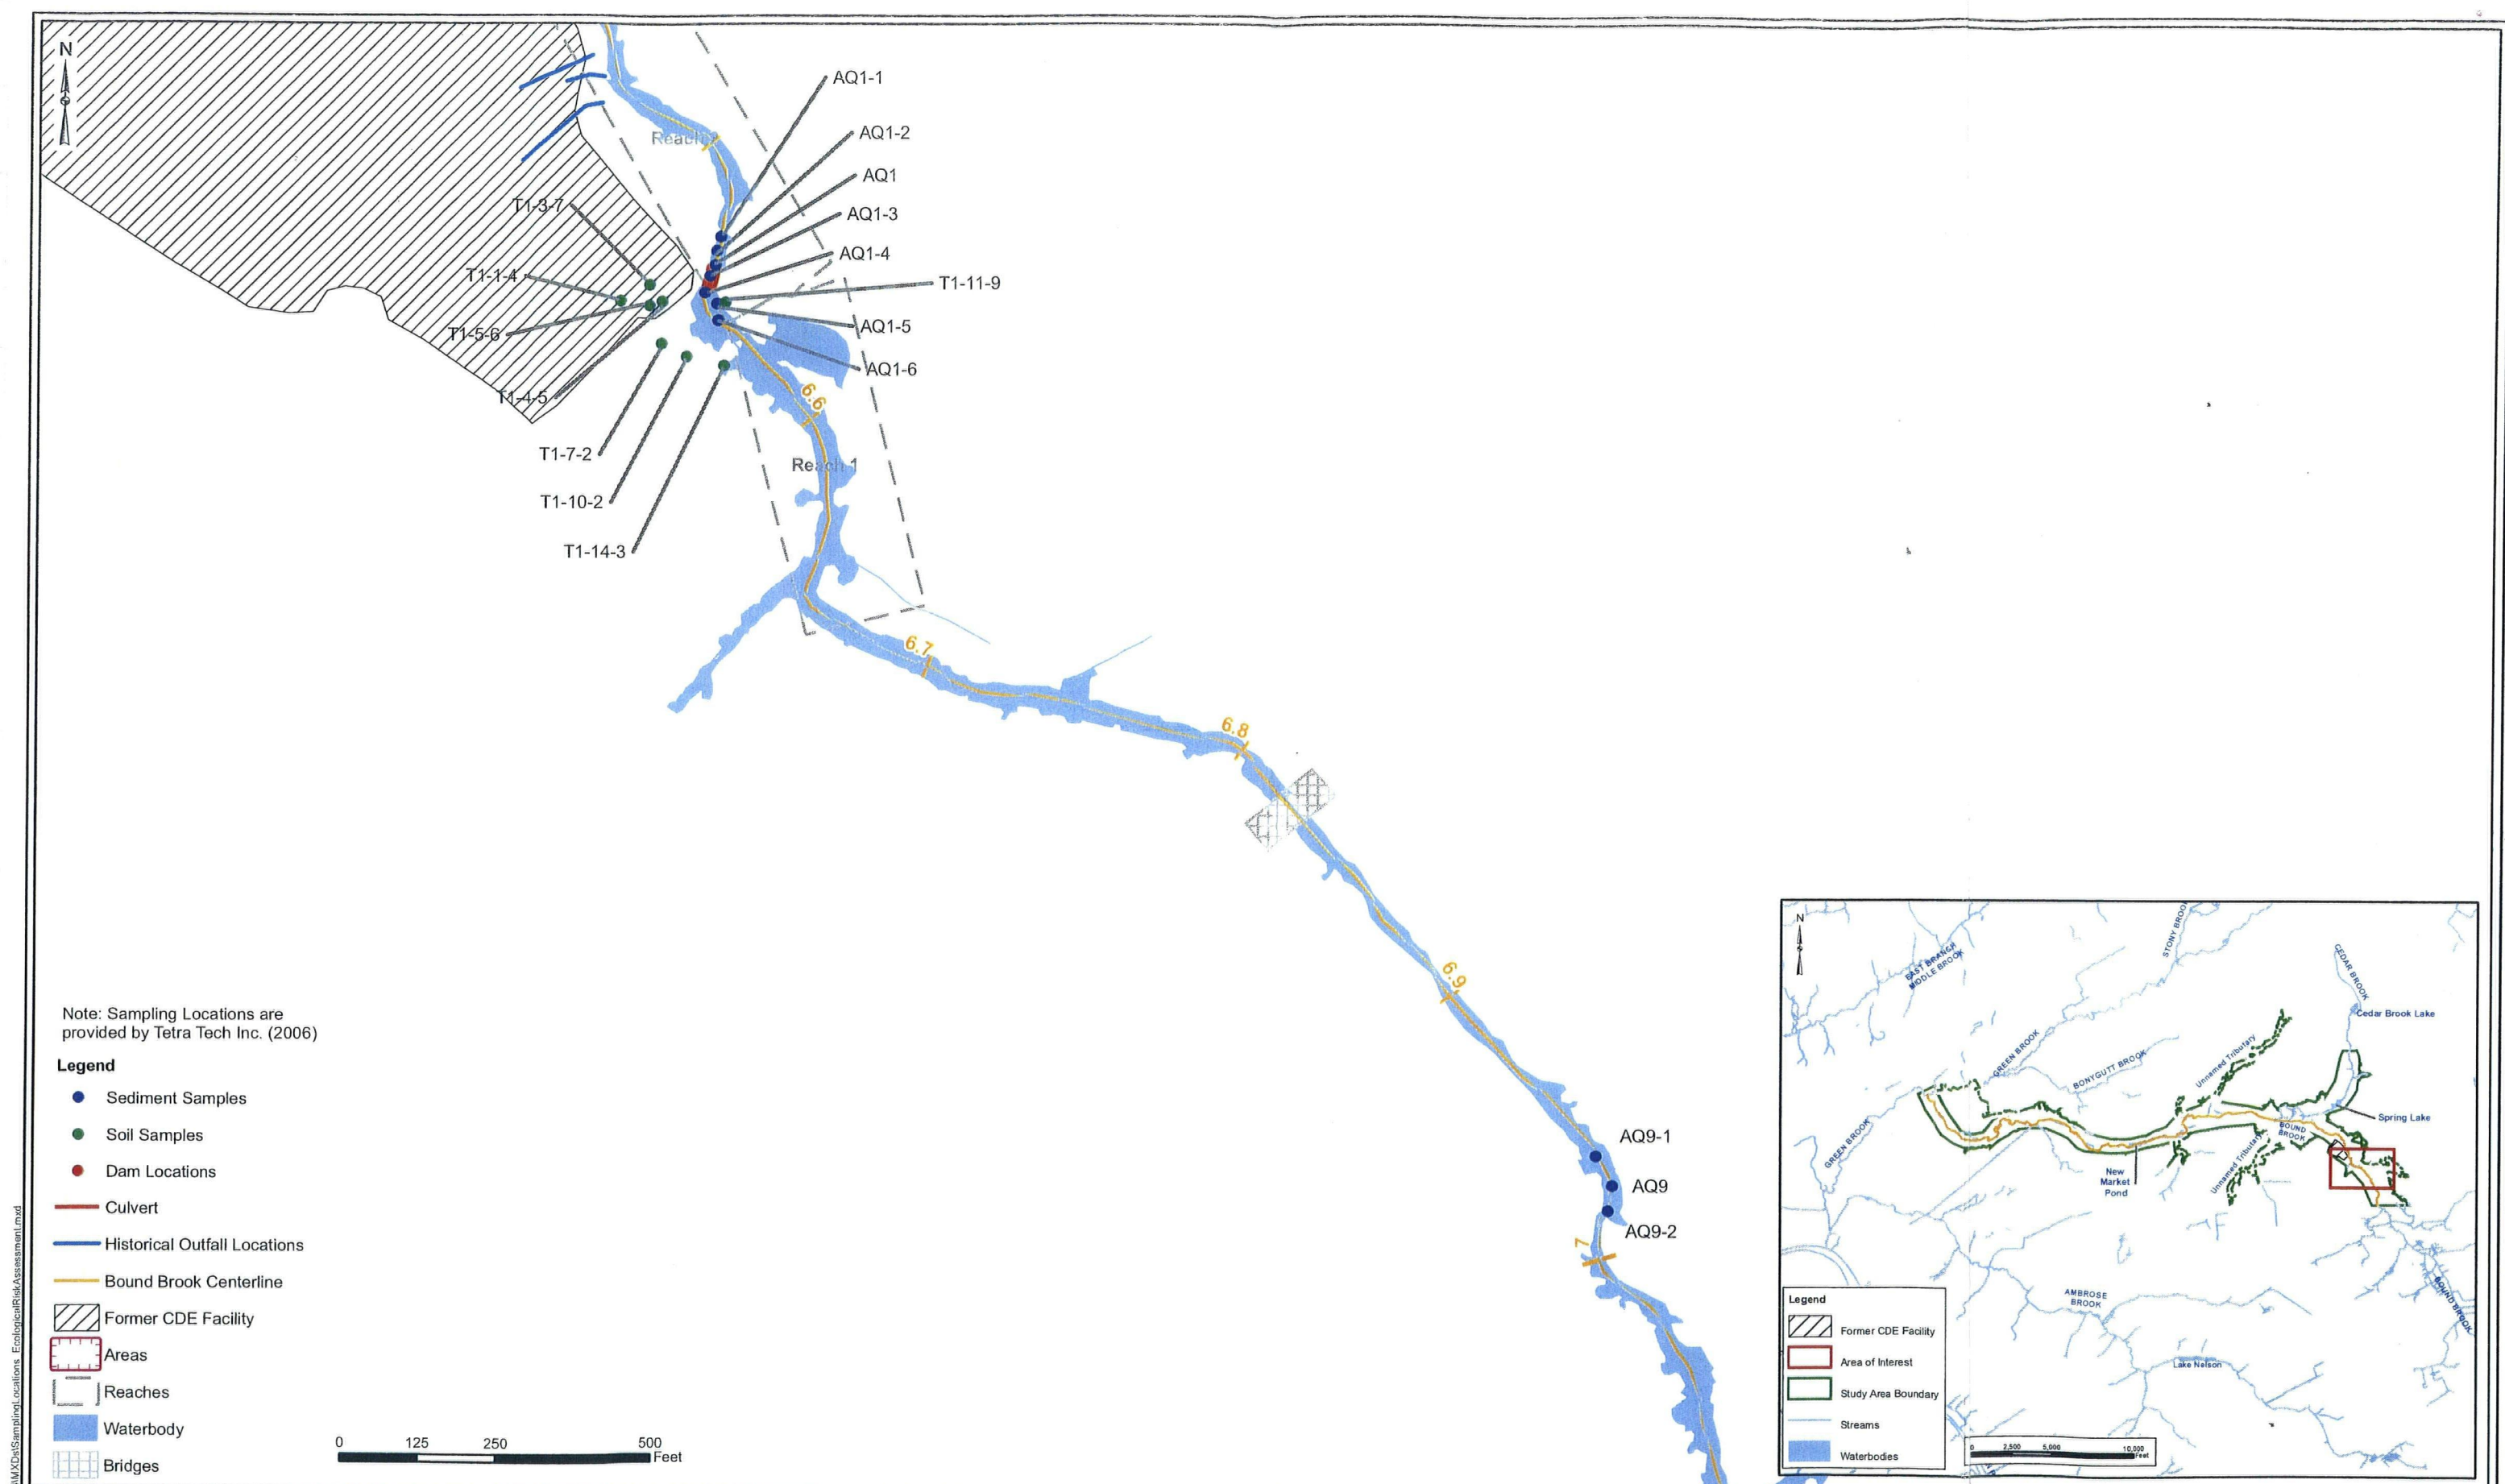 N
AQ1-1
AQ1-2
Reach
AQ1
T1-3-7
AQ1-3
AQ1-4
T1-1-4
T1-11-9
AQ1-5
T1-5-6
AQ1-6
T1-4-5
6.6
T1-7-2
Reach 1
T1-10-2
T1-14-3
6.7
6.8
6.9
AQ9-1
AQ9
AQ9-2
7
Note: Sampling Locations are
provided by Tetra Tech Inc. (2006)
Legend
Sediment Samples
Soil Samples
Dam Locations
Culvert
Historical Outfall Locations
Bound Brook Centerline
Former CDE Facility
Areas
Reaches
Waterbody
Bridges
0 125 250 500
Feet
\MXDs\SamplingLocations_EcologicalRiskAssessment.mxd
N
EAST BRANCH
MIDDLE BROOK
STONY BROOK
CEDAR BROOK
Cedar Brook Lake
GREEN BROOK
BONYGUTT BROOK
Unnamed Tributary
Spring Lake
GREEN BROOK
BOUND
BROOK
Unnamed Tributary
New
Market
Pond
AMBROSE
BROOK
BOUND BROOK
Lake Nelson
Legend
Former CDE Facility
Area of Interest
Study Area Boundary
Streams
Waterbodies
0 2,500 5,000 10,000
Feet